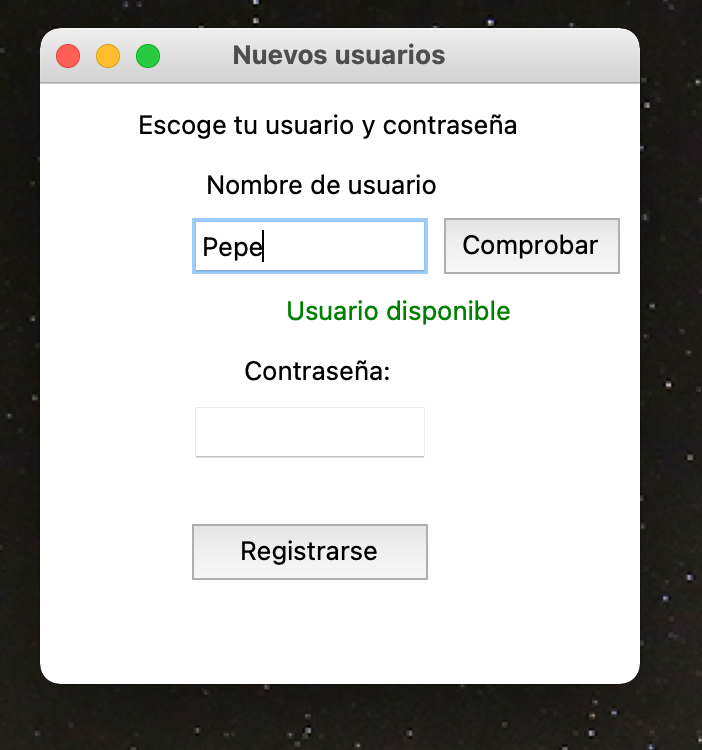 Nuevos usuarios
Escoge tu usuario y contraseña
Nombre de usuario
Pepe
Comprobar
Usuario disponible
Contraseña:
Registrarse